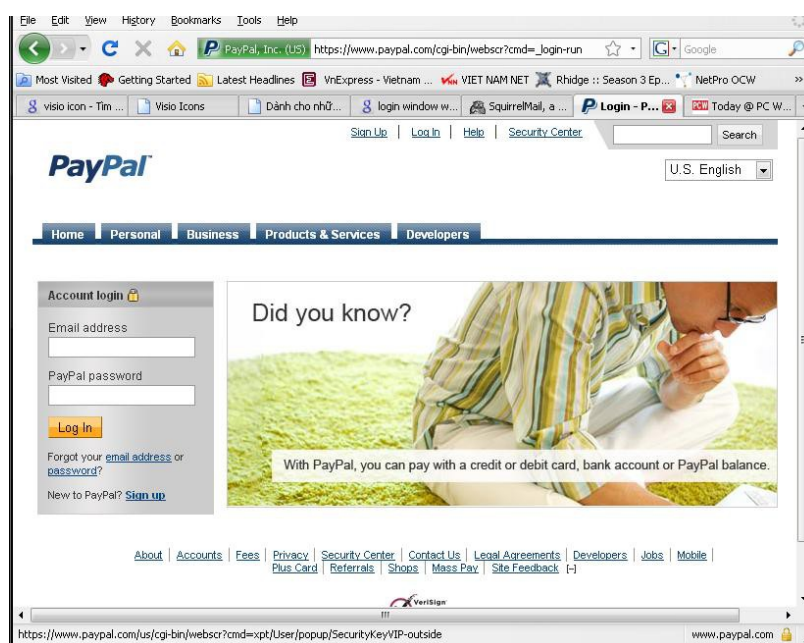 File Edit View History Bookmarks Tools Help
PayPal, Inc. (US) https://www.paypal.com/cgi-bin/webscr?cmd=_login-run G Google
Most Visited Getting Started Latest Headlines VnExpress - Vietnam ... VIET NAM NET Rhidge :: Season 3 Ep... NetPro OCW »
visio icon - Tìm ... Visio Icons Dành cho nhữ... login window w... SquirrelMail, a ... Login - P... Today @ PC W...
Sign Up | Log In | Help | Security Center Search
PayPal U.S. English
Home Personal Business Products & Services Developers
Account login
Email address
PayPal password
Log In
Forgot your email address or
password?
New to PayPal? Sign up
Did you know?
With PayPal, you can pay with a credit or debit card, bank account or PayPal balance.
About | Accounts | Fees | Privacy | Security Center | Contact Us | Legal Agreements | Developers | Jobs | Mobile |
Plus Card | Referrals | Shops | Mass Pay | Site Feedback [-]
VeriSign
https://www.paypal.com/us/cgi-bin/webscr?cmd=xpt/User/popup/SecurityKeyVIP-outside www.paypal.com